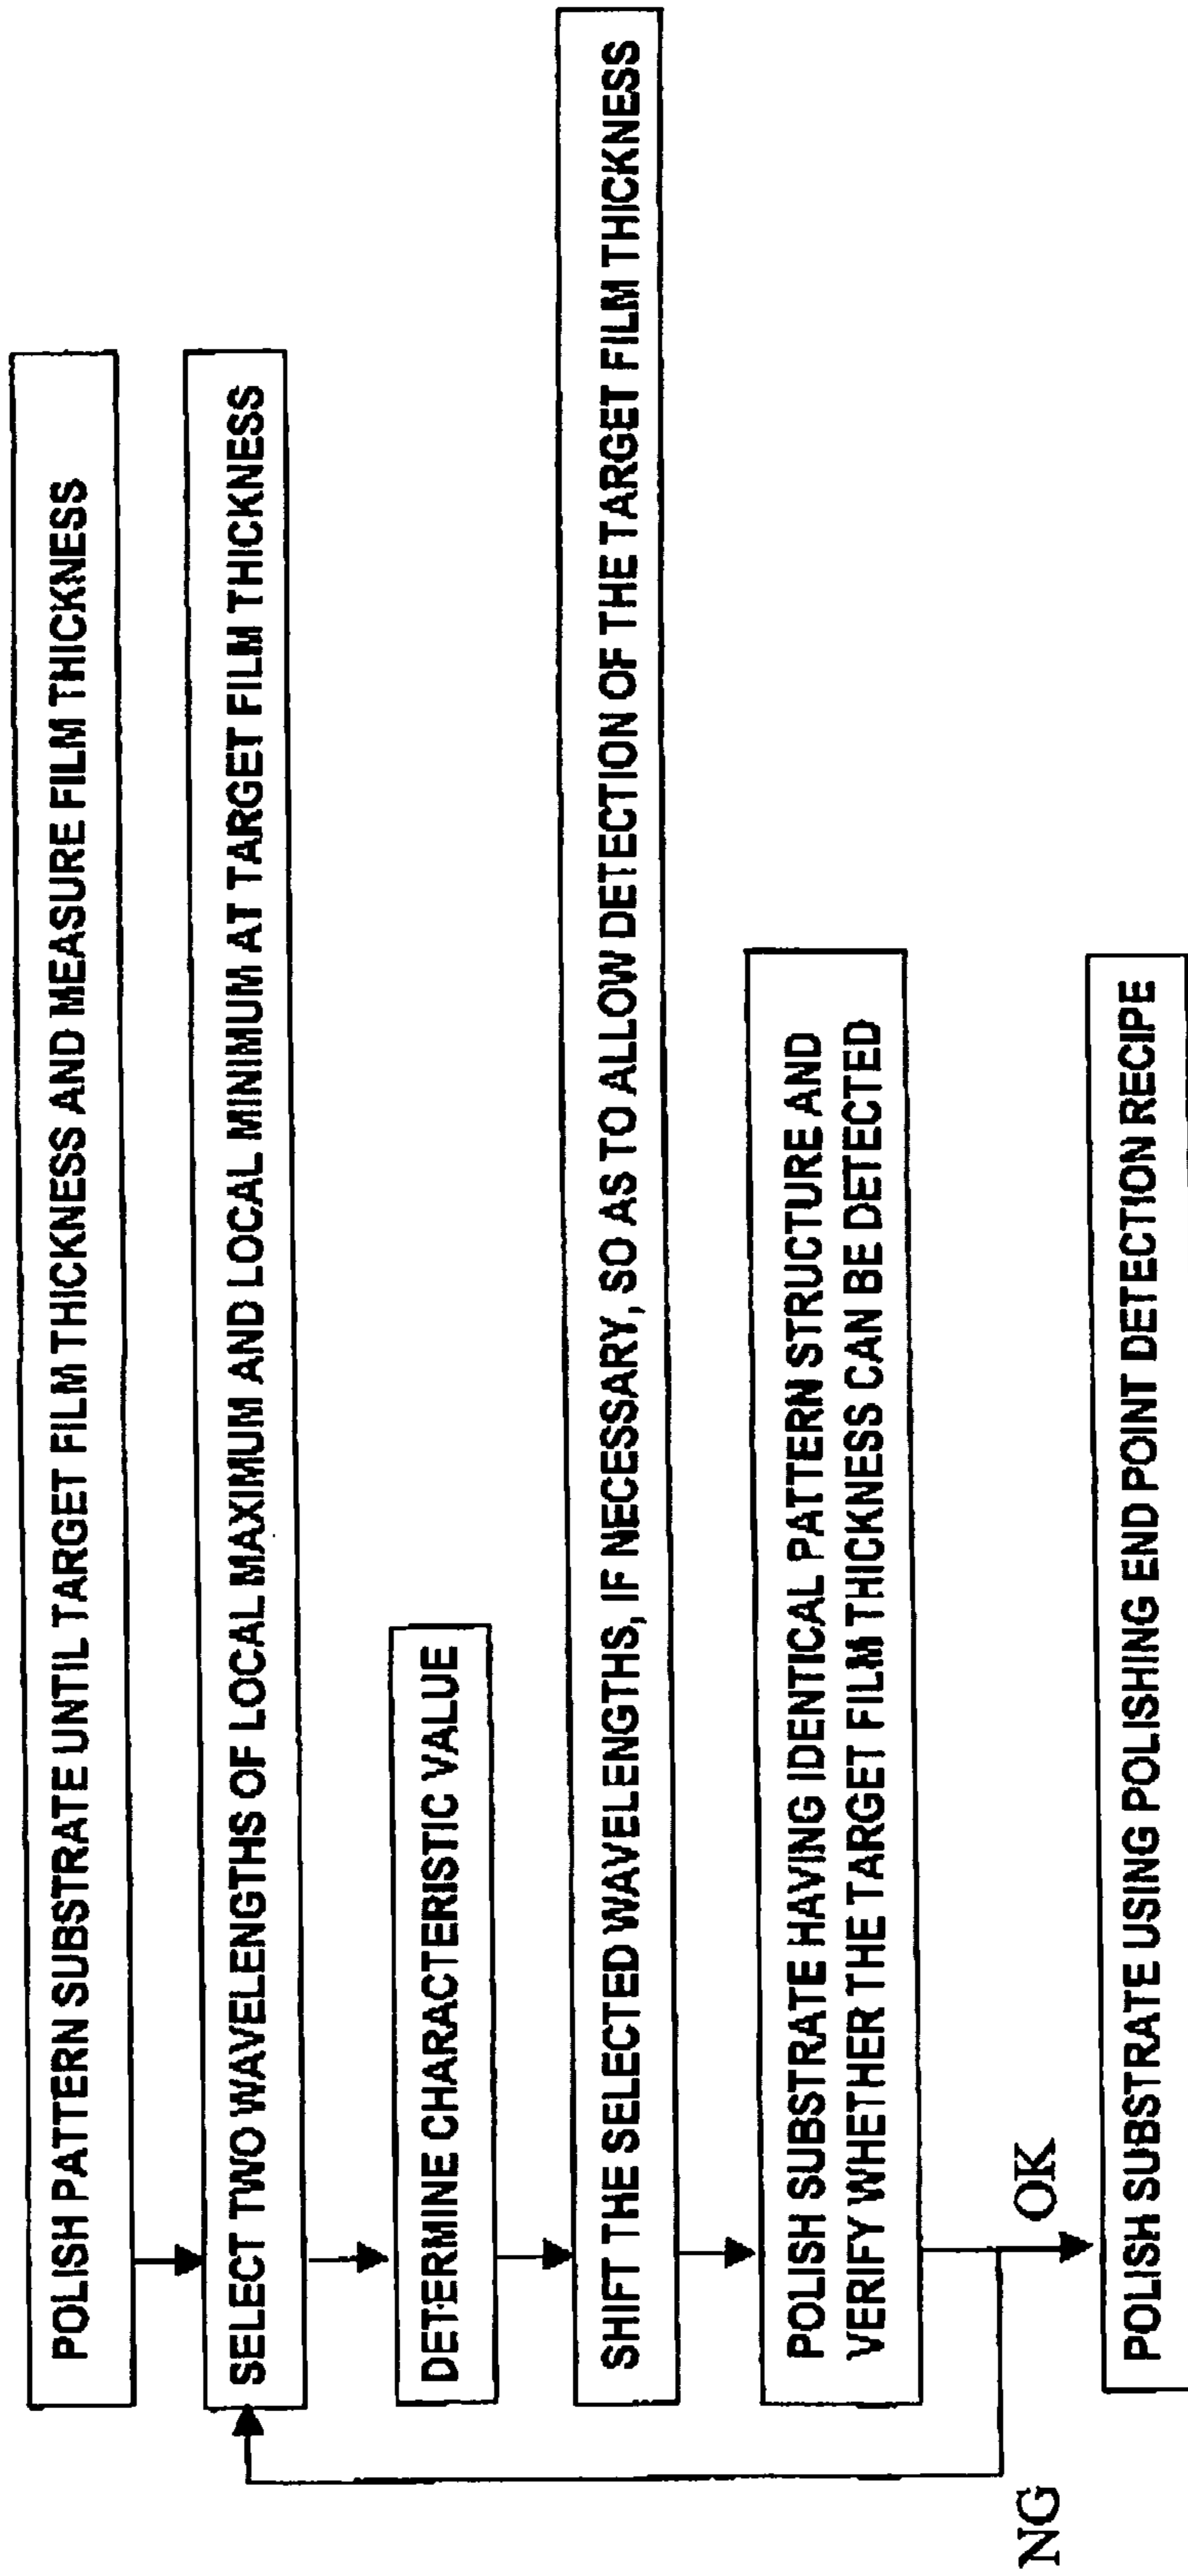 POLISH PATTERN SUBSTRATE UNTIL TARGET FILM THICKNESS AND MEASURE FILM THICKNESS
SELECT TWO WAVELENGTHS OF LOCAL MAXIMUM AND LOCAL MINIMUM AT TARGET FILM THICKNESS
DETERMINE CHARACTERISTIC VALUE
SHIFT THE SELECTED WAVELENGTHS, IF NECESSARY, SO AS TO ALLOW DETECTION OF THE TARGET FILM THICKNESS
POLISH SUBSTRATE HAVING IDENTICAL PATTERN STRUCTURE AND
VERIFY WHETHER THE TARGET FILM THICKNESS CAN BE DETECTED
NG
OK
POLISH SUBSTRATE USING POLISHING END POINT DETECTION RECIPE